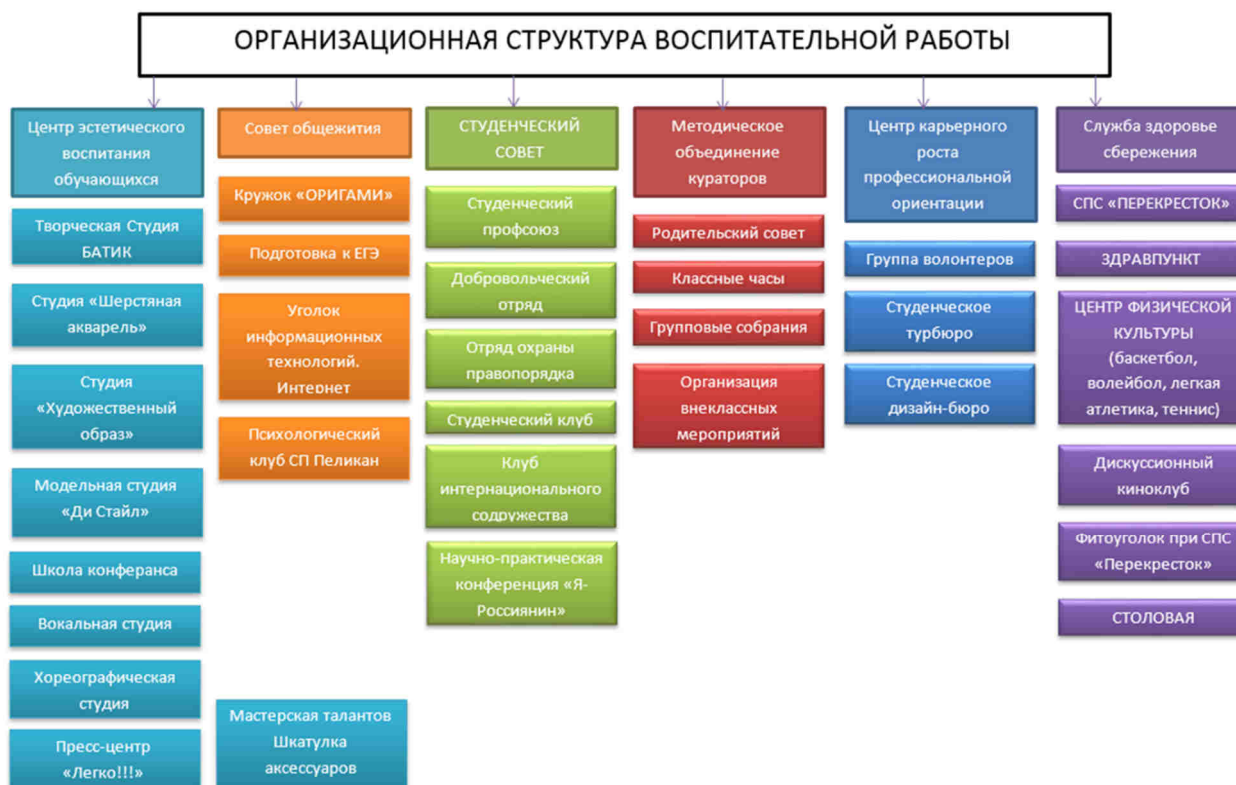 ОРГАНИЗАЦИОННАЯ СТРУКТУРА ВОСПИТАТЕЛЬНОЙ РАБОТЫ
Центр эстетического
воспитания
обучающихся
Творческая Студия
БАТИК
Студия «Шерстяная
акварель»
Студия
«Художественный
образ»
Модельная студия
«Ди Стайл»
Школа конферанса
Вокальная студия
Хореографическая
студия
Пресс-центр
«Легко!!!»
Совет общежития
Кружок «ОРИГАМИ»
Подготовка к ЕГЭ
Уголок
информационных
технологий.
Интернет
Психологический
клуб СП Пеликан
Мастерская талантов
Шкатулка
аксессуаров
СТУДЕНЧЕСКИЙ
СОВЕТ
Студенческий
профсоюз
Добровольческий
отряд
Отряд охраны
правопорядка
Студенческий клуб
Клуб
интернационального
содружества
Научно-практическая
конференция «Я-
Россиянин»
Методическое
объединение
кураторов
Родительский совет
Классные часы
Групповые собрания
Организация
внеклассных
мероприятий
Центр карьерного
роста
профессиональной
ориентации
Группа волонтеров
Студенческое
турбюро
Студенческое
дизайн-бюро
Служба здоровье
сбережения
СПС «ПЕРЕКРЕСТОК»
ЗДРАВПУНКТ
ЦЕНТР ФИЗИЧЕСКОЙ
КУЛЬТУРЫ
(баскетбол,
волейбол, легкая
атлетика, теннис)
Дискуссионный
киноклуб
Фитоуголок при СПС
«Перекресток»
СТОЛОВАЯ